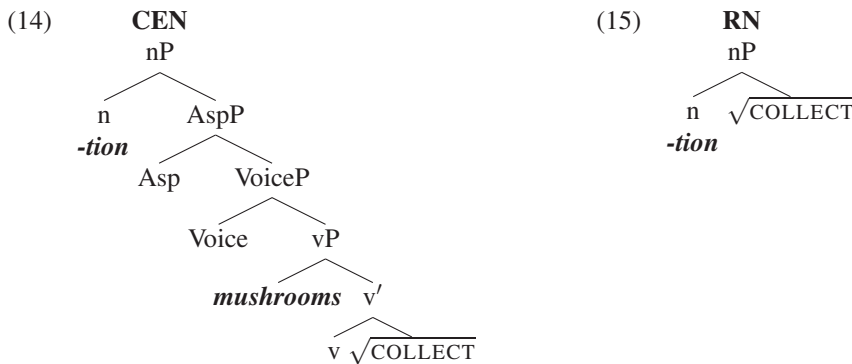 (14) CEN (15) RN
nP nP
n AspP n √COLLECT
-tion -tion
Asp VoiceP
Voice vP
mushrooms v′
v √COLLECT